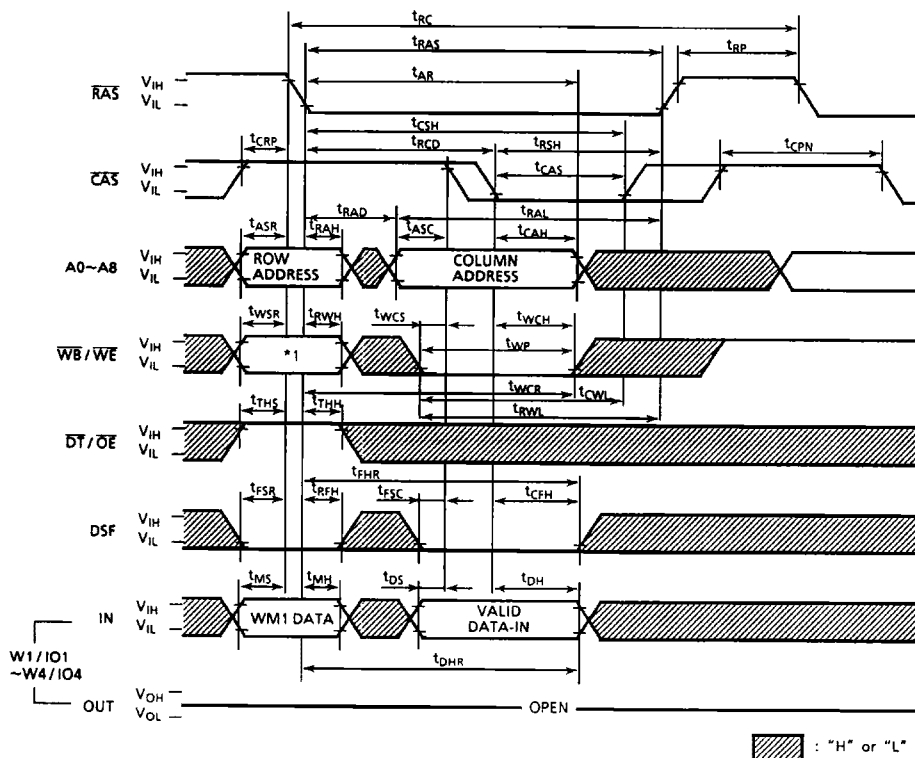 tRC
tRAS
tRP
tAR
RAS
VIH
VIL
tCSH
tCRP
tRCD
tRSH
tCPN
CAS
VIH
VIL
tCAS
tRAD
tRAL
tASR
tRAH
tASC
tCAH
A0~A8
VIH
VIL
ROW ADDRESS
COLUMN ADDRESS
tWSR
tRWH
tWCS
tWCH
WB/WE
VIH
VIL
*1
tWP
tWCR
tCWL
tRWL
tTHS
tTHH
DT/OE
VIH
VIL
tFHR
tFSR
tRFH
tFSC
tCFH
DSF
VIH
VIL
tMS
tMH
tDS
tDH
IN
VIH
VIL
WM1 DATA
VALID DATA-IN
W1/IO1
~W4/IO4
tDHR
OUT
VOH
VOL
OPEN
: "H" or "L"